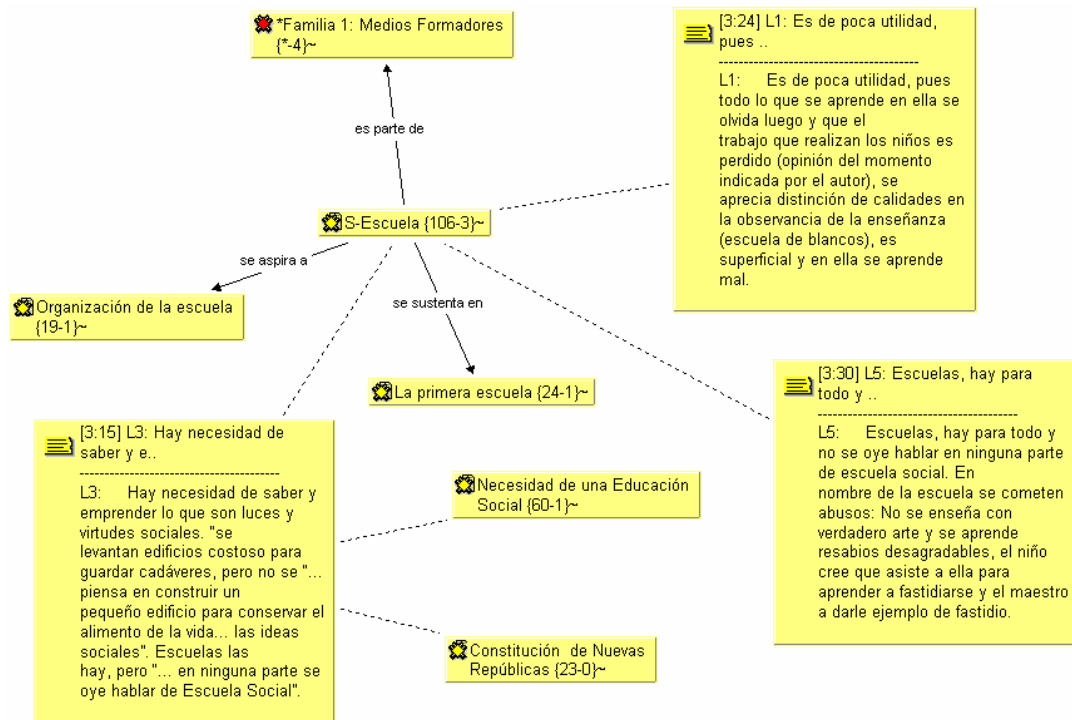 *Familia 1: Medios Formadores
{*-4}~
es parte de
[3:24] L1: Es de poca utilidad,
pues ..
----------------------------------------
L1: Es de poca utilidad, pues
todo lo que se aprende en ella se
olvida luego y que el
trabajo que realizan los niños es
perdido (opinión del momento
indicada por el autor), se
aprecia distinción de calidades en
la observancia de la enseñanza
(escuela de blancos), es
superficial y en ella se aprende
mal.
S-Escuela {106-3}~
se aspira a
Organización de la escuela
{19-1}~
se sustenta en
La primera escuela {24-1}~
[3:30] L5: Escuelas, hay para
todo y ..
----------------------------------------
L5: Escuelas, hay para todo y
no se oye hablar en ninguna parte
de escuela social. En
nombre de la escuela se cometen
abusos: No se enseña con
verdadero arte y se aprende
resabios desagradables, el niño
cree que asiste a ella para
aprender a fastidiarse y el maestro
a darle ejemplo de fastidio.
[3:15] L3: Hay necesidad de
saber y e..
----------------------------------------
L3: Hay necesidad de saber y
emprender lo que son luces y
virtudes sociales. "se
levantan edificios costoso para
guardar cadáveres, pero no se "...
piensa en construir un
pequeño edificio para conservar el
alimento de la vida... las ideas
sociales". Escuelas las
hay, pero "... en ninguna parte se
oye hablar de Escuela Social".
Necesidad de una Educación
Social {60-1}~
Constitución de Nuevas
Repúblicas {23-0}~